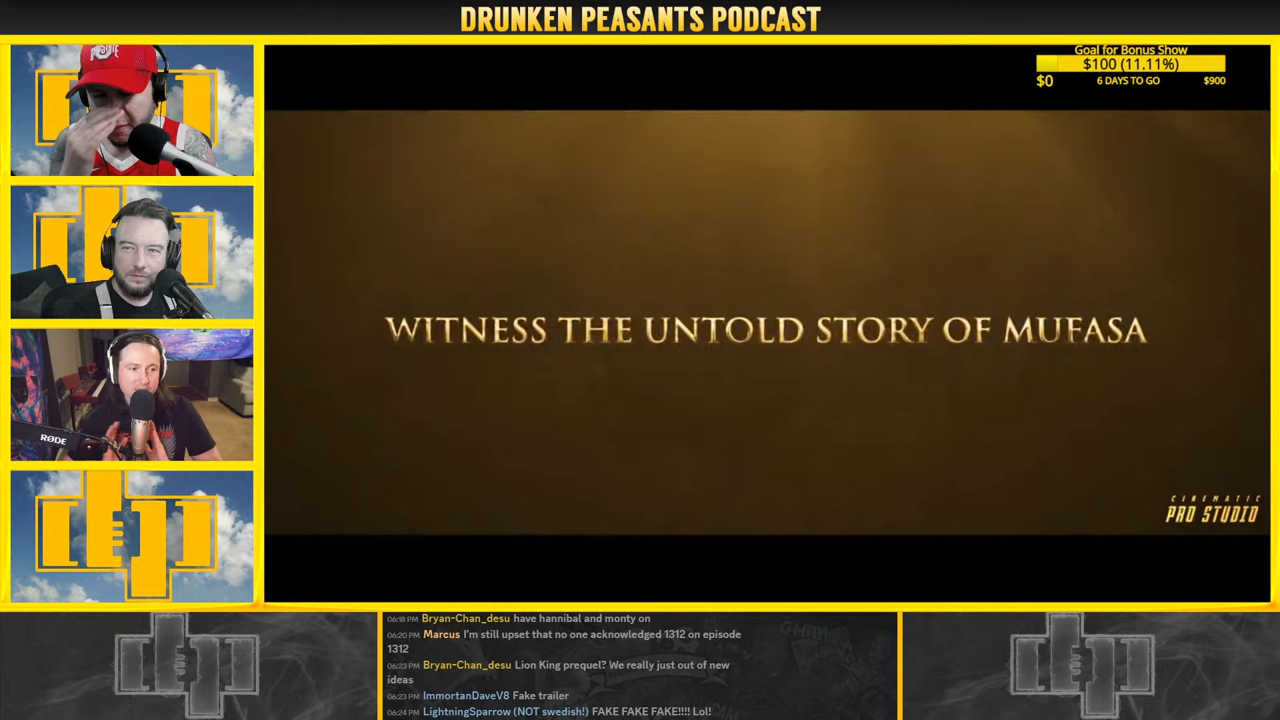 DRUNKEN PEASANTS PODCAST
Goal for Bonus Show
$100 (11.11%)
$0 6 DAYS TO GO $900
WITNESS THE UNTOLD STORY OF MUFASA
CINEMATIC
PRO STUDIO
STATE
RØDE
06:18 PM Bryan-Chan_desu have hannibal and monty on
06:20 PM Marcus I'm still upset that no one acknowledged 1312 on episode
1312
06:23 PM Bryan-Chan_desu Lion King prequel? We really just out of new
ideas
06:23 PM ImmortanDaveV8 Fake trailer
06:24 PM LightningSparrow (NOT swedish!) FAKE FAKE FAKE!!!! Lol!